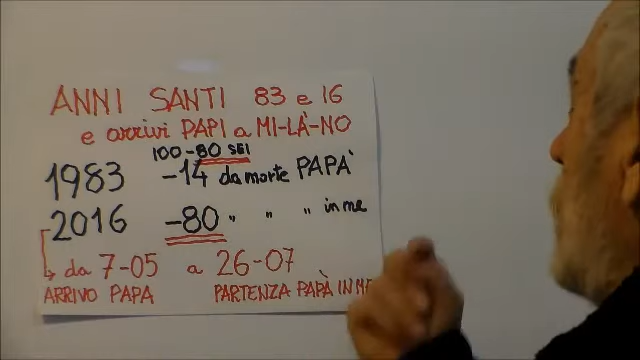 ANNI SANTI 83 e 16
e arrivi PAPI a MI-LÀ-NO
100-80 SEI
1983 -14 da morte PAPÀ
2016 -80 " " " in me
da 7-05 a 26-07
ARRIVO PAPA PARTENZA PAPÀ IN ME